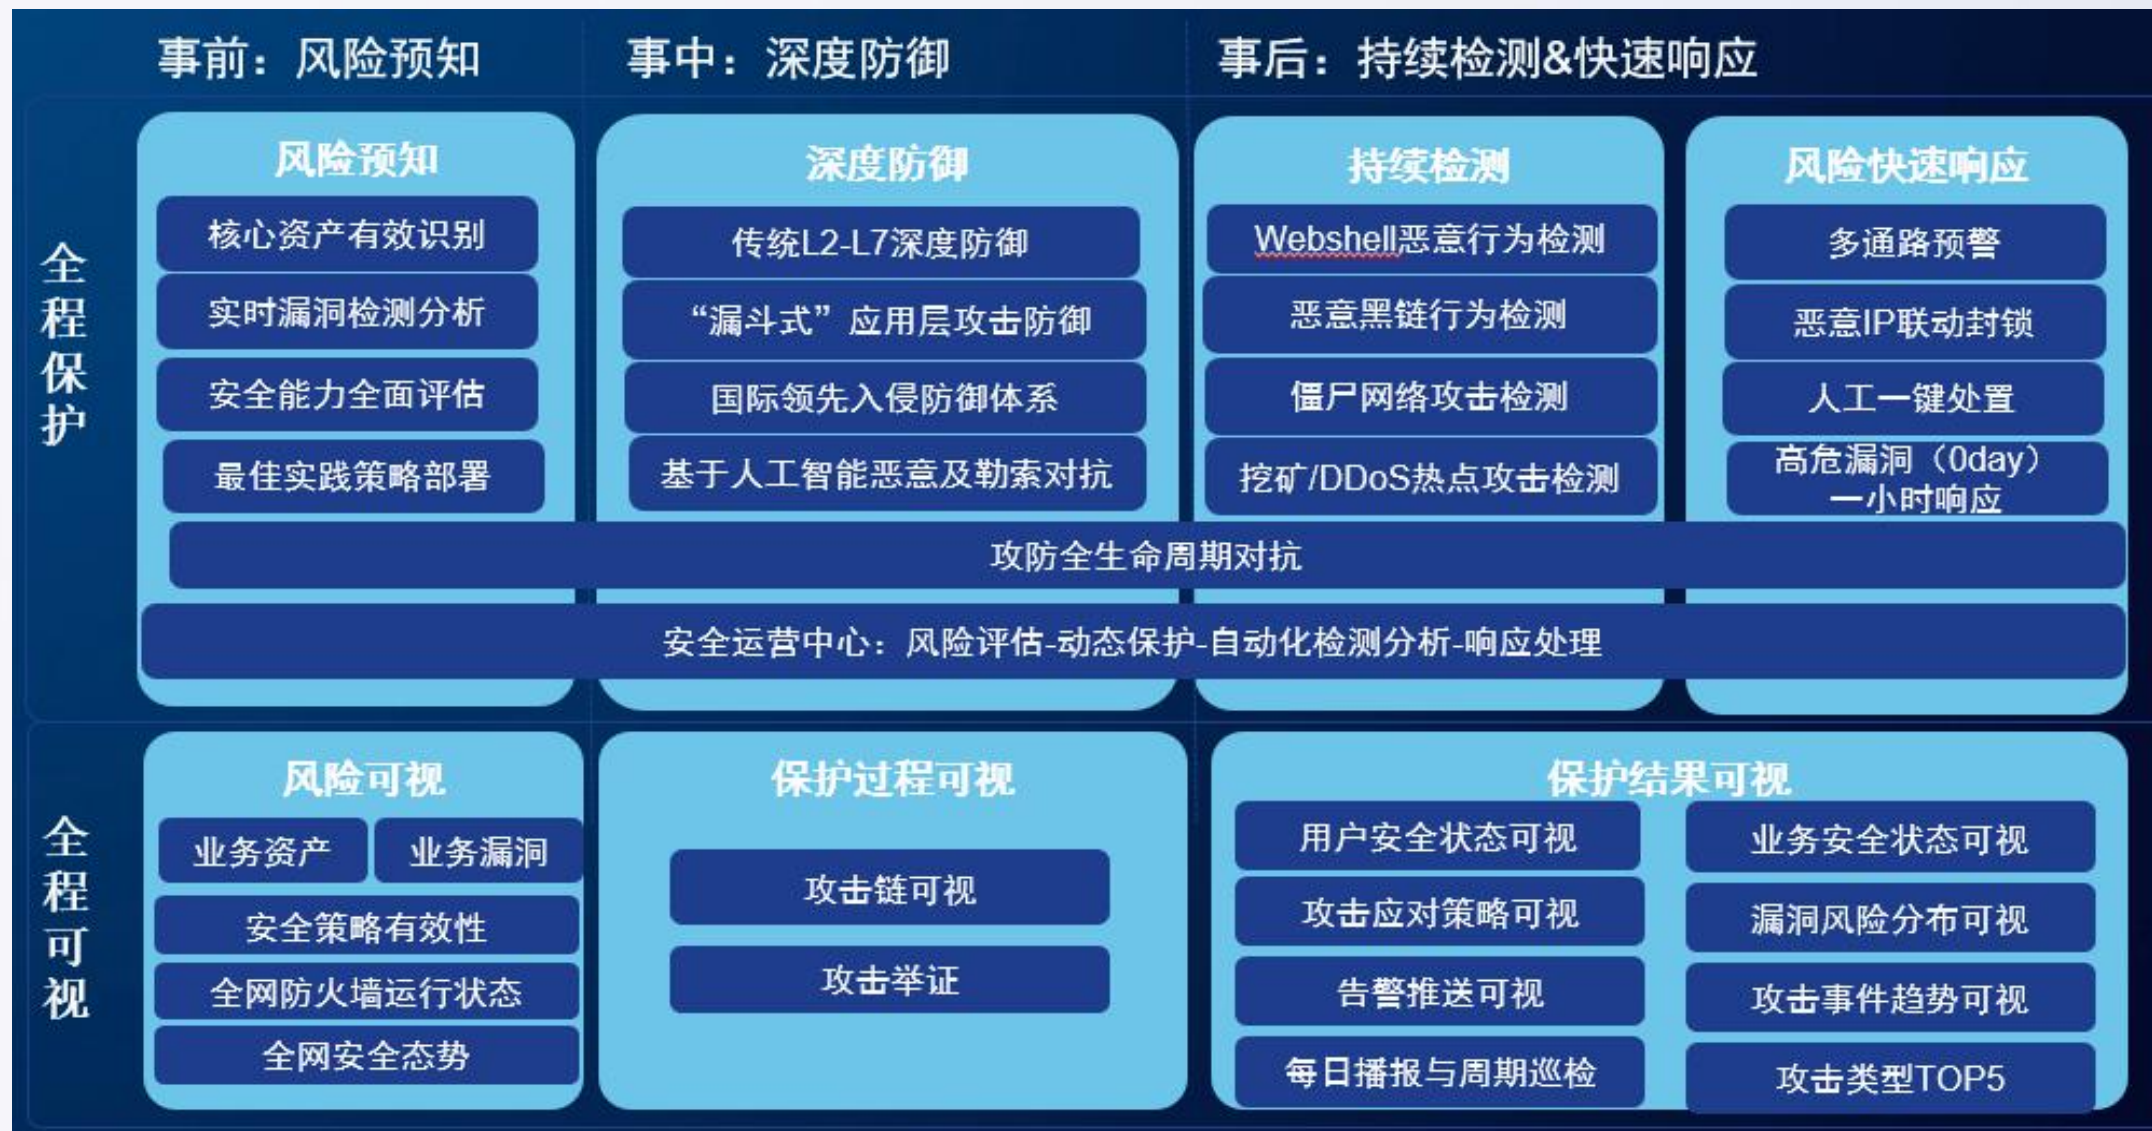 事前：风险预知
事中：深度防御
事后：持续检测&快速响应
全程保护
风险预知
核心资产有效识别
实时漏洞检测分析
安全能力全面评估
最佳实践策略部署
深度防御
传统L2-L7深度防御
“漏斗式”应用层攻击防御
国际领先入侵防御体系
基于人工智能恶意及勒索对抗
持续检测
Webshell恶意行为检测
恶意黑链行为检测
僵尸网络攻击检测
挖矿/DDoS热点攻击检测
风险快速响应
多通路预警
恶意IP联动封锁
人工一键处置
高危漏洞（0day）
一小时响应
攻防全生命周期对抗
安全运营中心：风险评估-动态保护-自动化检测分析-响应处理
全程可视
风险可视
业务资产
业务漏洞
安全策略有效性
全网防火墙运行状态
全网安全态势
保护过程可视
攻击链可视
攻击举证
保护结果可视
用户安全状态可视
业务安全状态可视
攻击应对策略可视
漏洞风险分布可视
告警推送可视
攻击事件趋势可视
每日播报与周期巡检
攻击类型TOP5